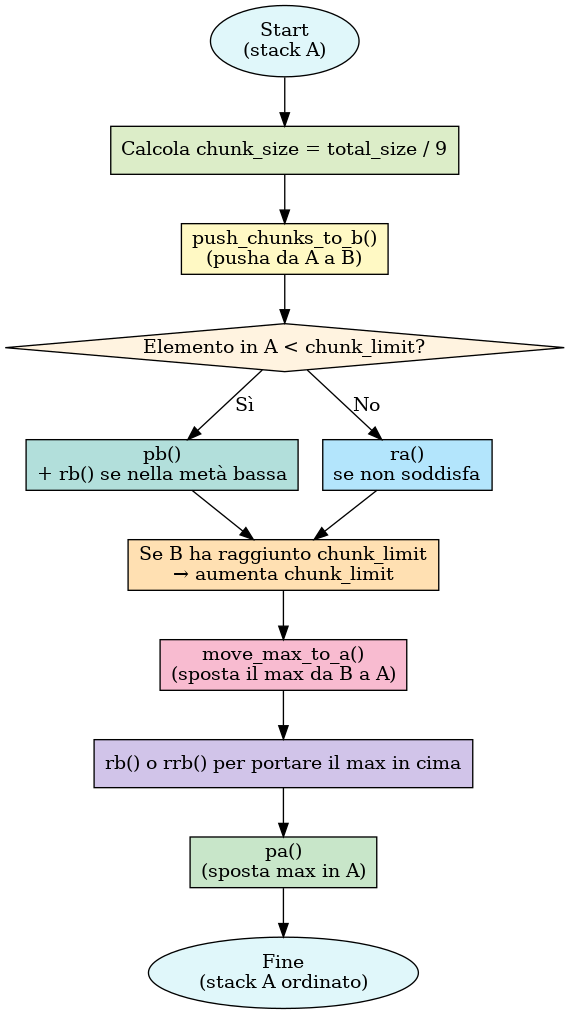 Start
(stack A)
Calcola chunk_size = total_size / 9
push_chunks_to_b()
(pusha da A a B)
Elemento in A < chunk_limit?
Sì
No
pb()
+ rb() se nella metà bassa
ra()
se non soddisfa
Se B ha raggiunto chunk_limit
→ aumenta chunk_limit
move_max_to_a()
(sposta il max da B a A)
rb() o rrb() per portare il max in cima
pa()
(sposta max in A)
Fine
(stack A ordinato)